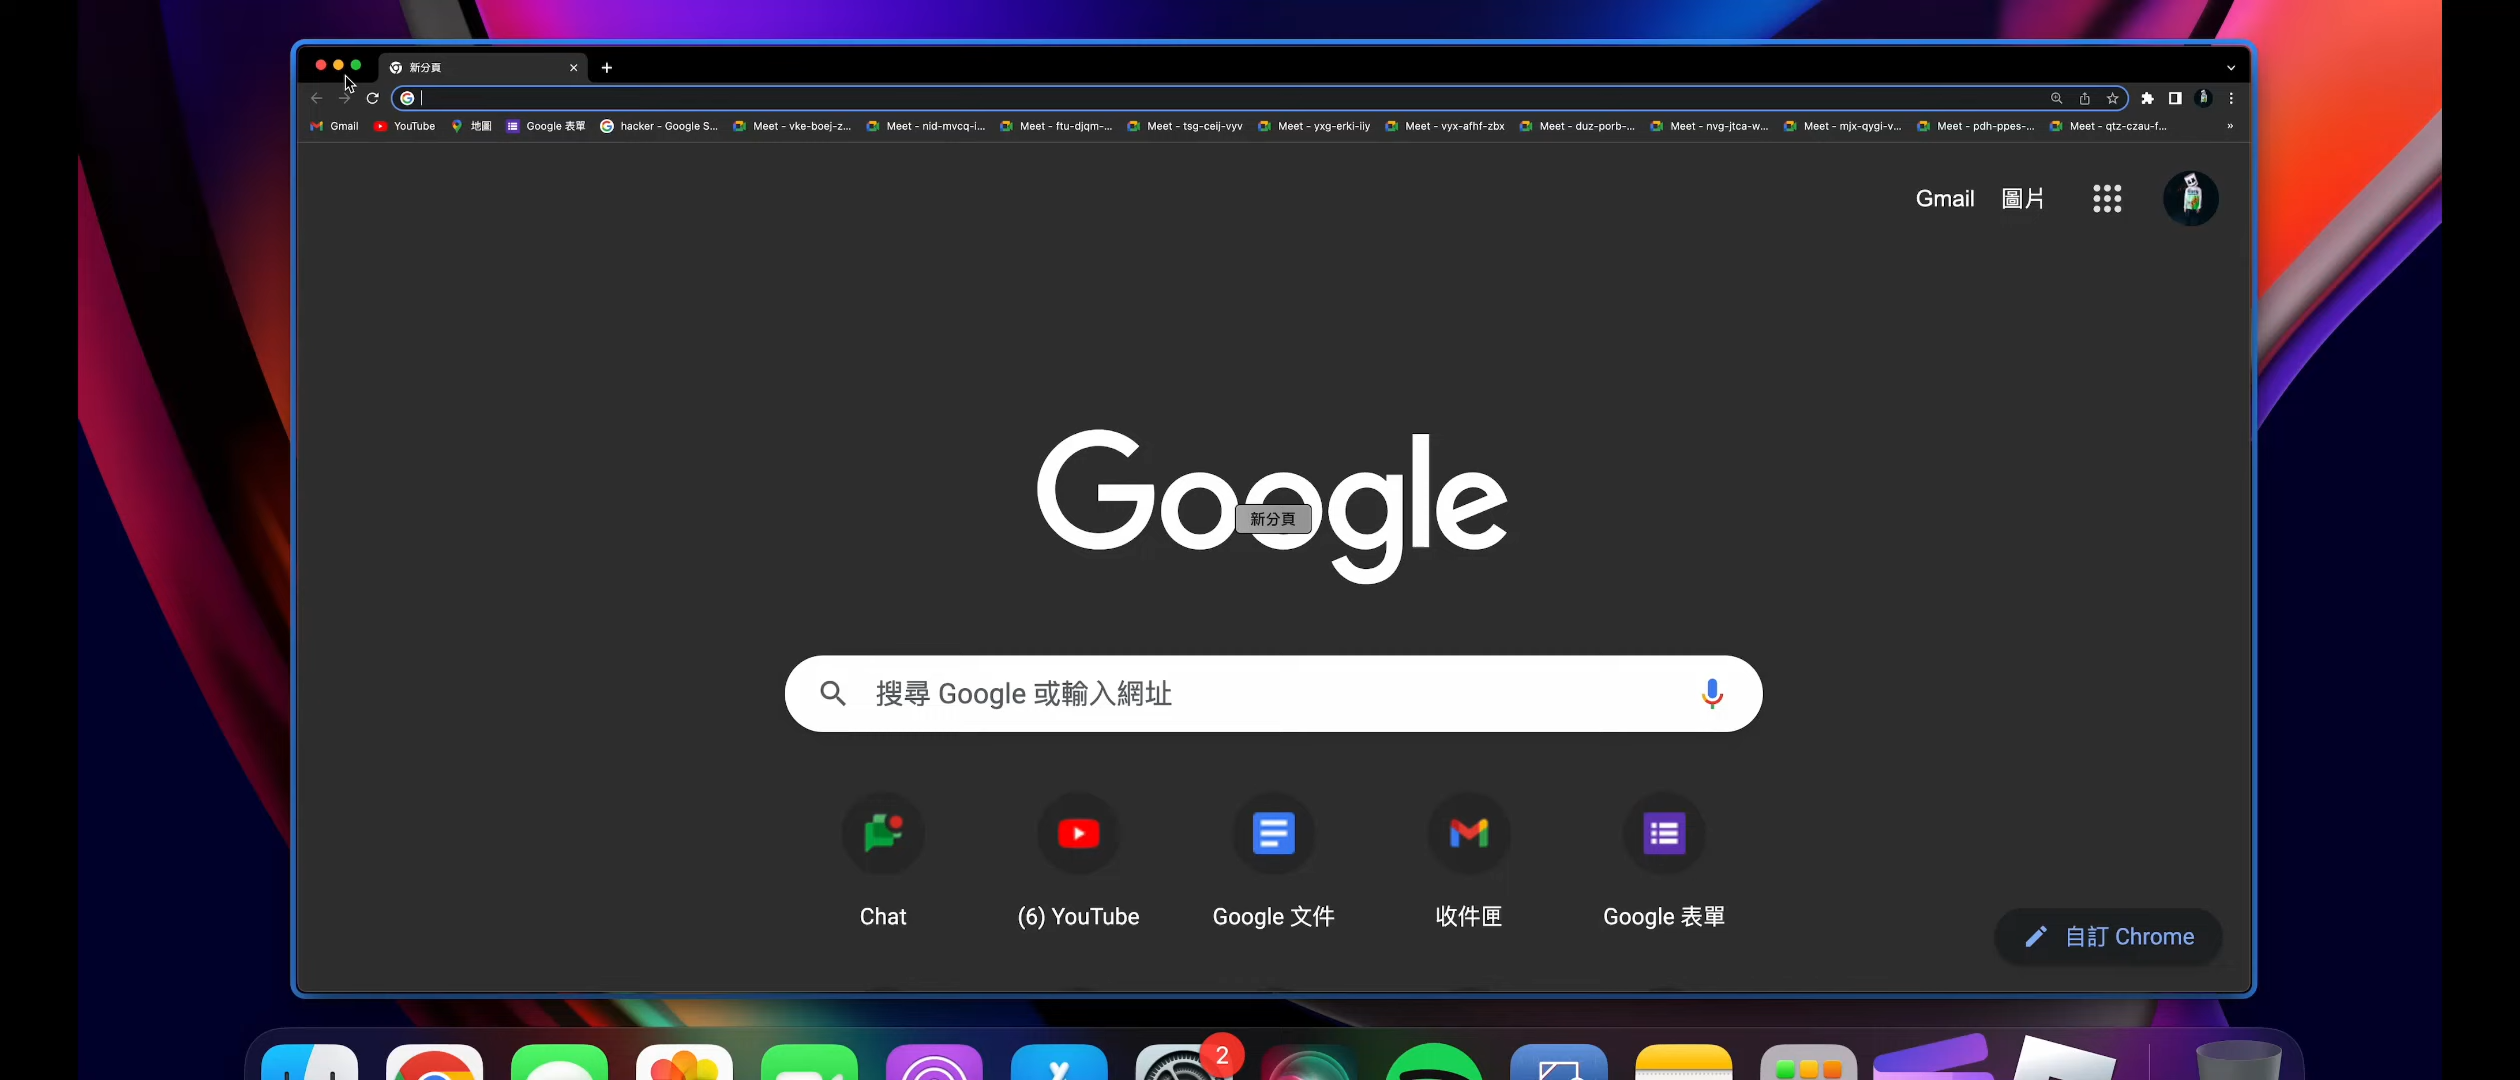 新分頁
Gmail YouTube 地圖 Google 表單 hacker - Google S... Meet - vke-boej-z... Meet - nid-mvcq-i... Meet - ftu-djqm-... Meet - tsg-ceij-vyv Meet - yxg-erki-iiy Meet - vyx-afhf-zbx Meet - duz-porb-... Meet - nvg-jtca-w... Meet - mjx-qygi-v... Meet - pdh-ppes-... Meet - qtz-czau-f... »
Gmail 圖片
Google
新分頁
搜尋 Google 或輸入網址
Chat (6) YouTube Google 文件 收件匣 Google 表單
自訂 Chrome
2